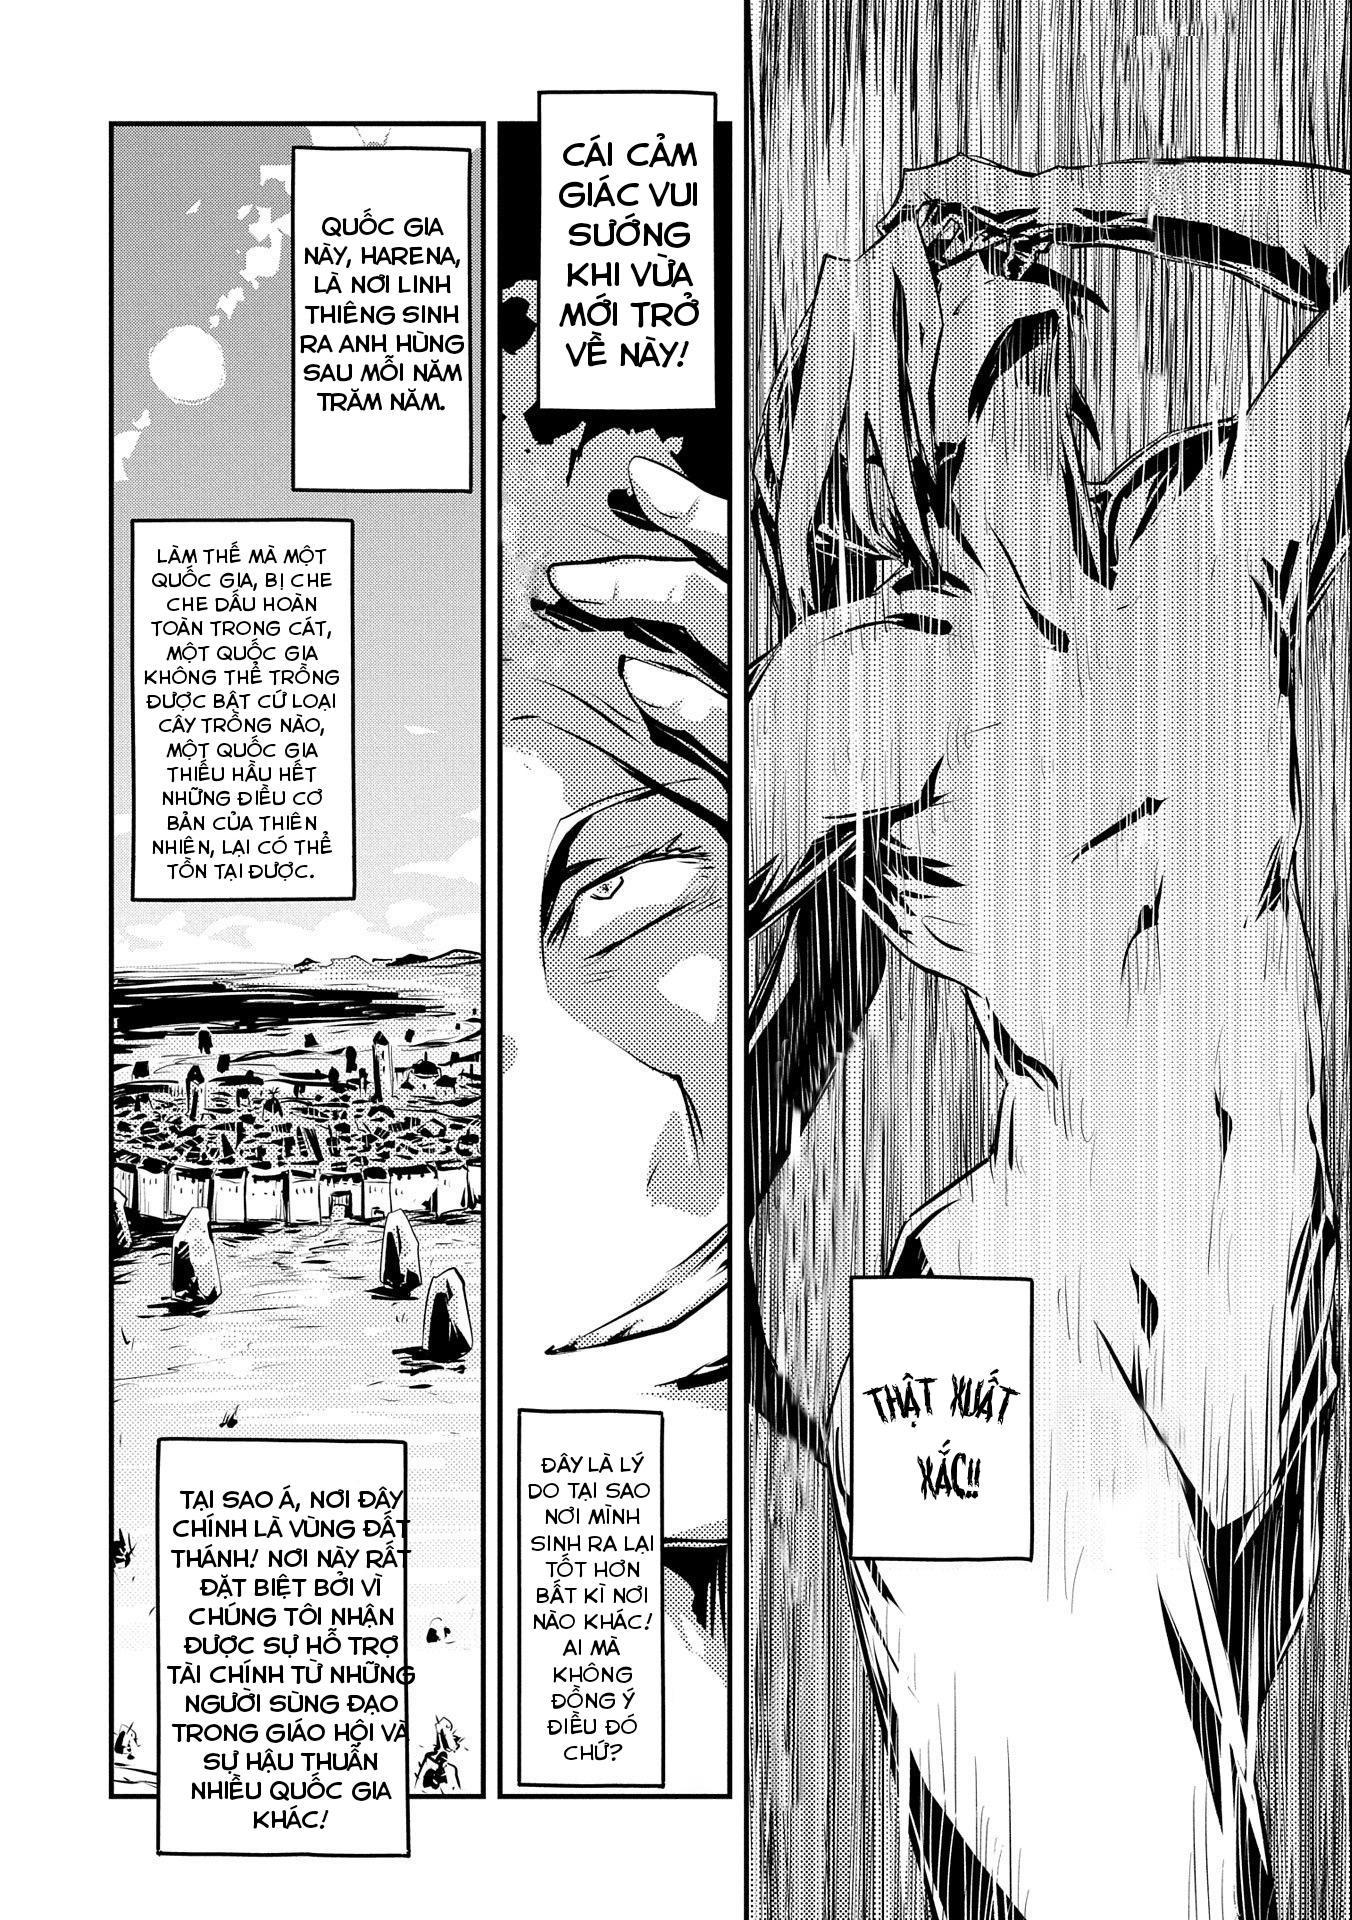 THẬT XUẤT
XẮC!!
CÁI CẢM
GIÁC VUI
SƯỚNG
KHI VỪA
MỚI TRỞ
VỀ NÀY!
ĐÂY LÀ LÝ
DO TẠI SAO
NƠI MÌNH
SINH RA LẠI
TỐT HƠN
BẤT KÌ NƠI
NÀO KHÁC!
AI MÀ
KHÔNG
ĐỒNG Ý
ĐIỀU ĐÓ
CHỨ?
QUỐC GIA
NÀY, HARENA,
LÀ NƠI LINH
THIÊNG SINH
RA ANH HÙNG
SAU MỖI NĂM
TRĂM NĂM.
LÀM THẾ MÀ MỘT
QUỐC GIA, BỊ CHE
CHE DẤU HOÀN
TOÀN TRONG CÁT,
MỘT QUỐC GIA
KHÔNG THỂ TRỒNG
ĐƯỢC BẬT CỨ LOẠI
CÂY TRỒNG NÀO,
MỘT QUỐC GIA
THIẾU HẦU HẾT
NHỮNG ĐIỀU CƠ
BẢN CỦA THIÊN
NHIÊN, LẠI CÓ THỂ
TỒN TẠI ĐƯỢC.
TẠI SAO Á, NƠI ĐÂY
CHÍNH LÀ VÙNG ĐẤT
THÁNH! NƠI NÀY RẤT
ĐẶT BIỆT BỞI VÌ
CHÚNG TÔI NHẬN
ĐƯỢC SỰ HỖ TRỢ
TÀI CHÍNH TỪ NHỮNG
NGƯỜI SÙNG ĐẠO
TRONG GIÁO HỘI VÀ
SỰ HẬU THUẪN
NHIỀU QUỐC GIA
KHÁC!